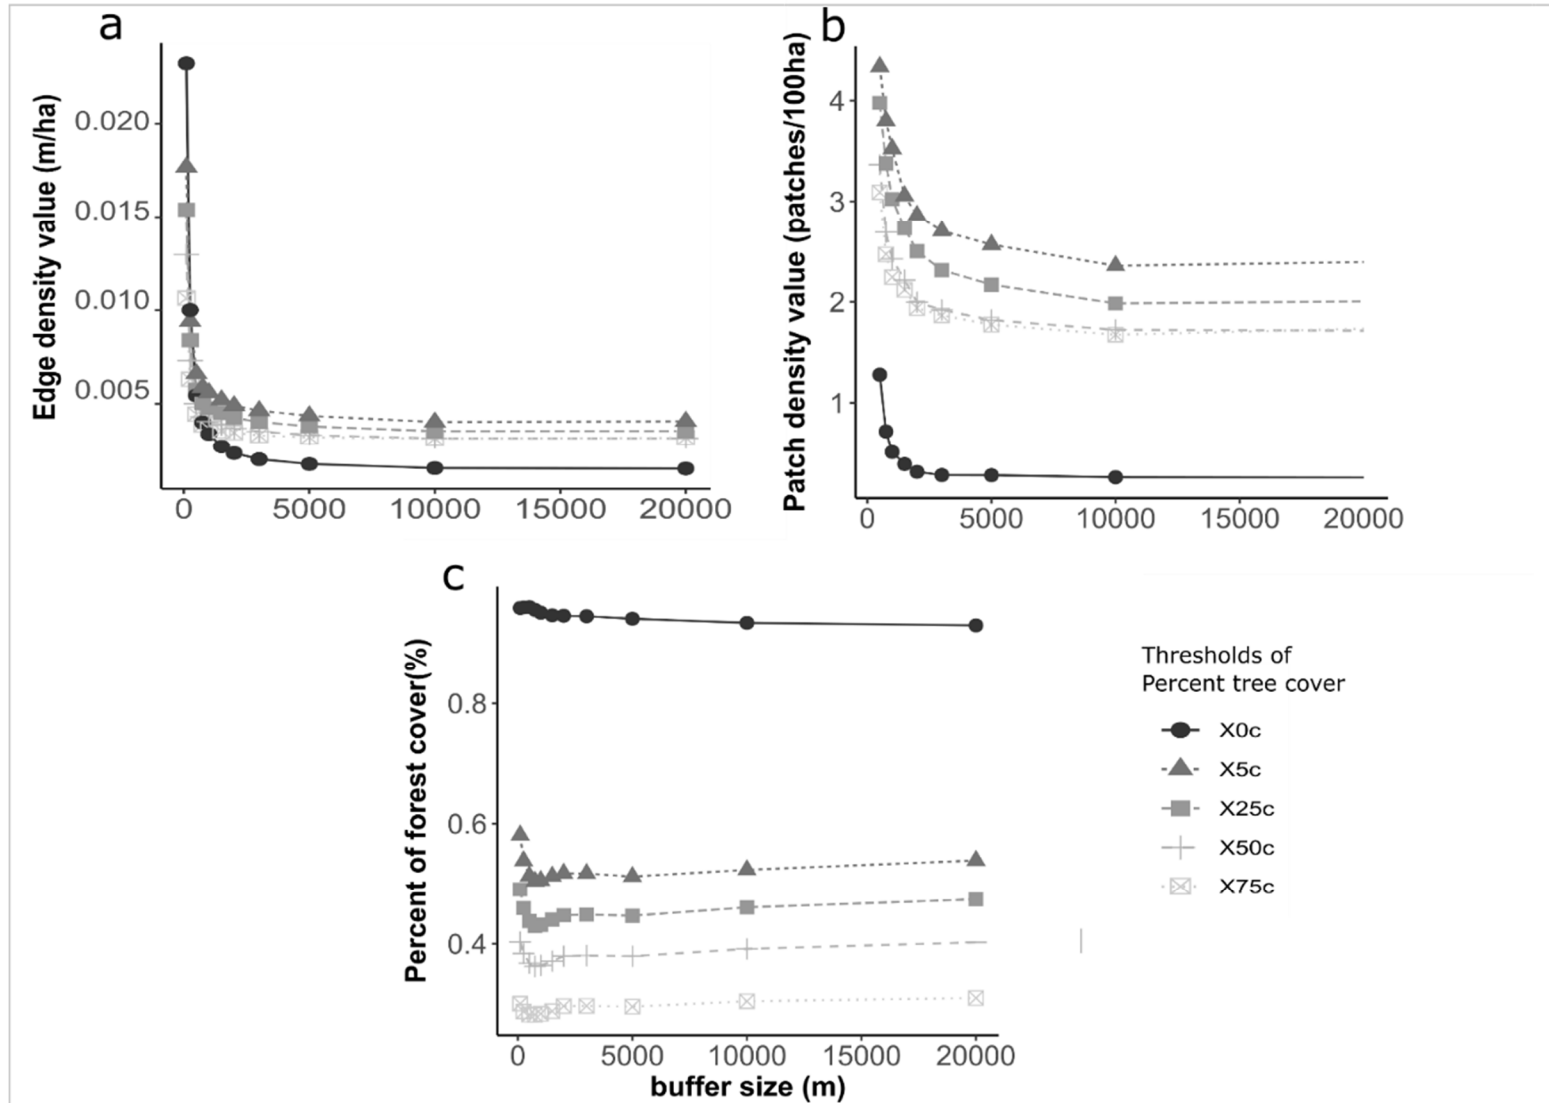 a
Edge density value (m/ha)
0.020
0.015
0.010
0.005
0 5000 10000 15000 20000
b
Patch density value (patches/100ha)
4
3
2
1
0 5000 10000 15000 20000
c
Percent of forest cover(%)
0.8
0.6
0.4
0 5000 10000 15000 20000
buffer size (m)
Thresholds of
Percent tree cover
X0c
X5c
X25c
X50c
X75c